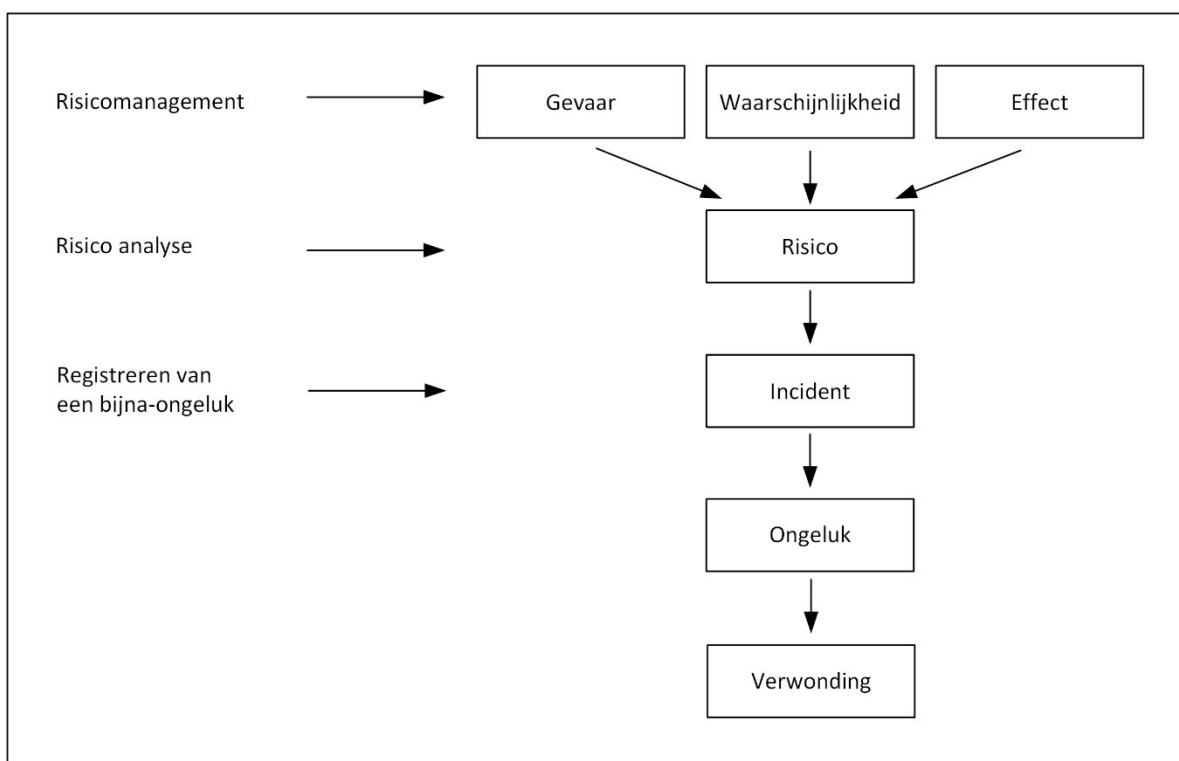 Risicomanagement
Gevaar
Waarschijnlijkheid
Effect
Risico analyse
Risico
Registreren van
een bijna-ongeluk
Incident
Ongeluk
Verwonding